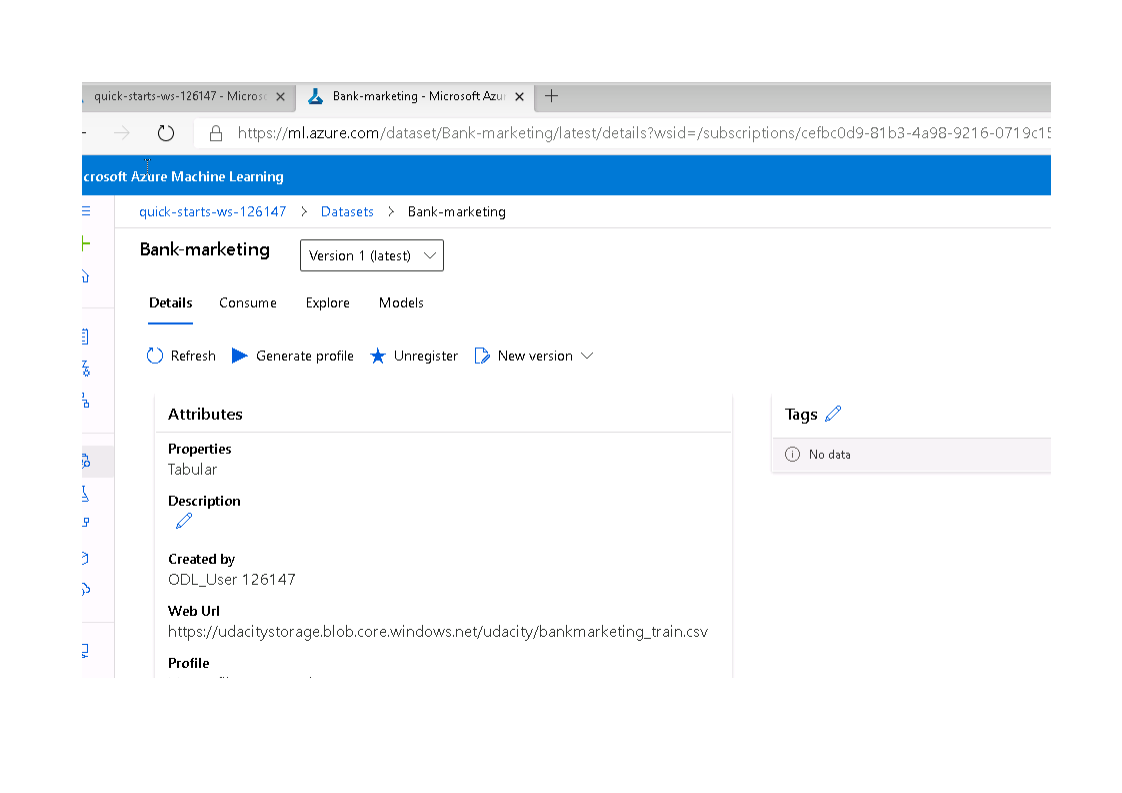 quick-starts-ws-126147 - Micros
Bank-marketing - Microsoft Azu
https://ml.azure.com/dataset/Bank-marketing/latest/details?wsid=/subscriptions/cefbc0d9-81b3-4a98-9216-0719c15
crosoft Azure Machine Learning
quick-starts-ws-126147 > Datasets > Bank-marketing
Bank-marketing
Version 1 (latest)
Details Consume Explore Models
Refresh Generate profile Unregister New version
Attributes
Properties
Tabular
Description
Created by
ODL_User 126147
Web Url
https://udacitystorage.blob.core.windows.net/udacity/bankmarketing_train.csv
Profile
Tags
No data